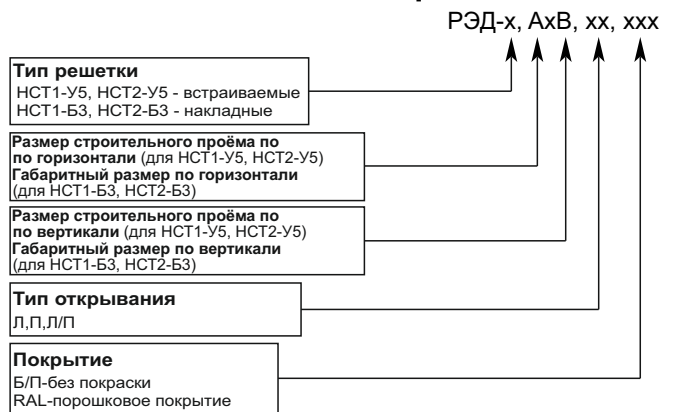 РЭД-х, АхВ, хх, ххх
Тип решетки
НСТ1-У5, НСТ2-У5 - встраиваемые
НСТ1-Б3, НСТ2-Б3 - накладные
Размер строительного проёма по
по горизонтали (для НСТ1-У5, НСТ2-У5)
Габаритный размер по горизонтали
(для НСТ1-Б3, НСТ2-Б3)
Размер строительного проёма по
по вертикали (для НСТ1-У5, НСТ2-У5)
Габаритный размер по вертикали
(для НСТ1-Б3, НСТ2-Б3)
Тип открывания
Л,П,Л/П
Покрытие
Б/П-без покраски
RAL-порошковое покрытие